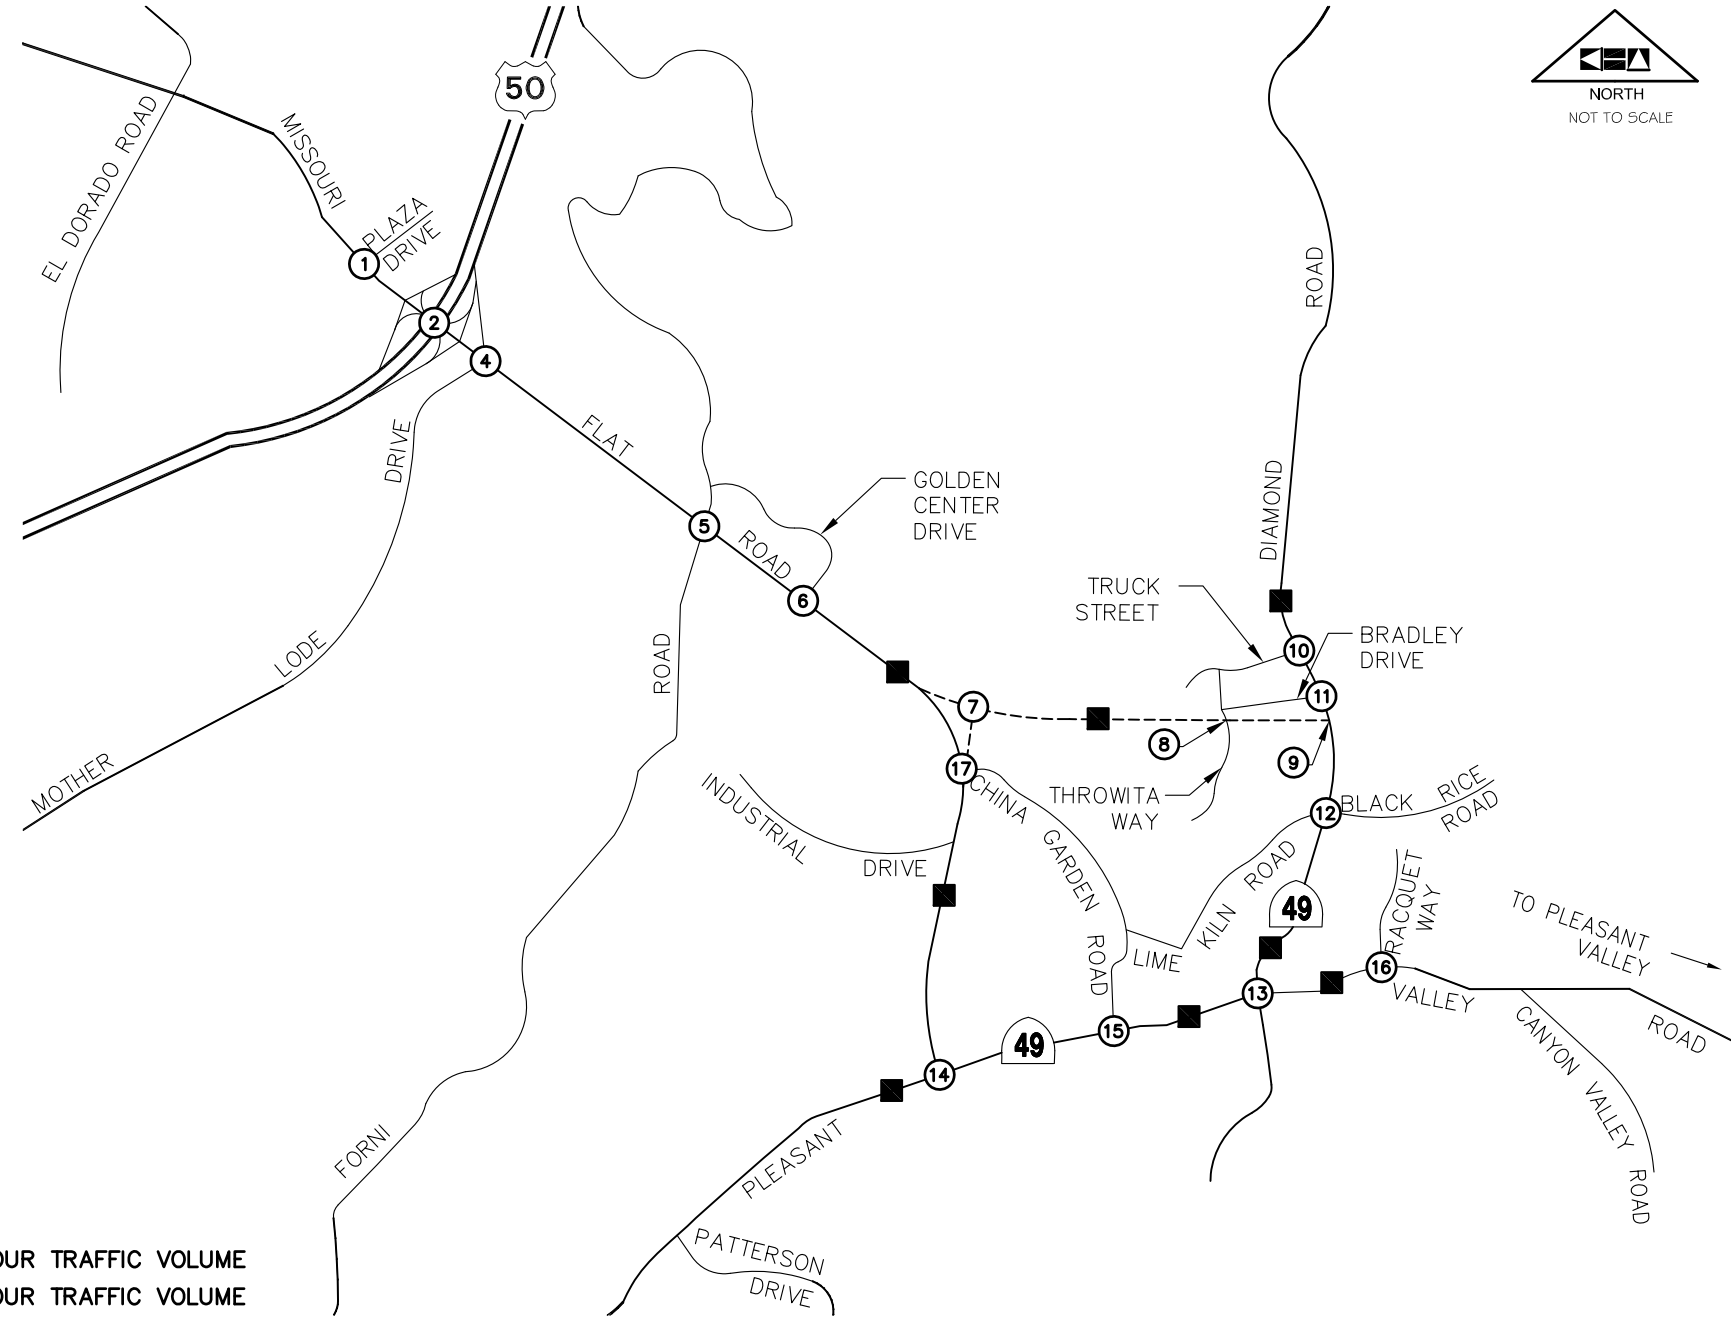 NORTH
NOT TO SCALE
50
EL DORADO ROAD
MISSOURI
PLAZA
DRIVE
1
2
4
FLAT
DRIVE
LODE
MOTHER
5
ROAD
6
GOLDEN
CENTER
DRIVE
ROAD
FORNI
ROAD
DIAMOND
TRUCK
STREET
BRADLEY
DRIVE
10
11
7
8
9
17
THROWITA
WAY
CHINA
GARDEN
ROAD
INDUSTRIAL
DRIVE
12
BLACK
RICE
ROAD
LIME
KILN
ROAD
49
RACQUET
WAY
TO PLEASANT
VALLEY
13
16
VALLEY
ROAD
CANYON VALLEY ROAD
15
49
14
PLEASANT
PATTERSON
DRIVE
OUR TRAFFIC VOLUME
OUR TRAFFIC VOLUME